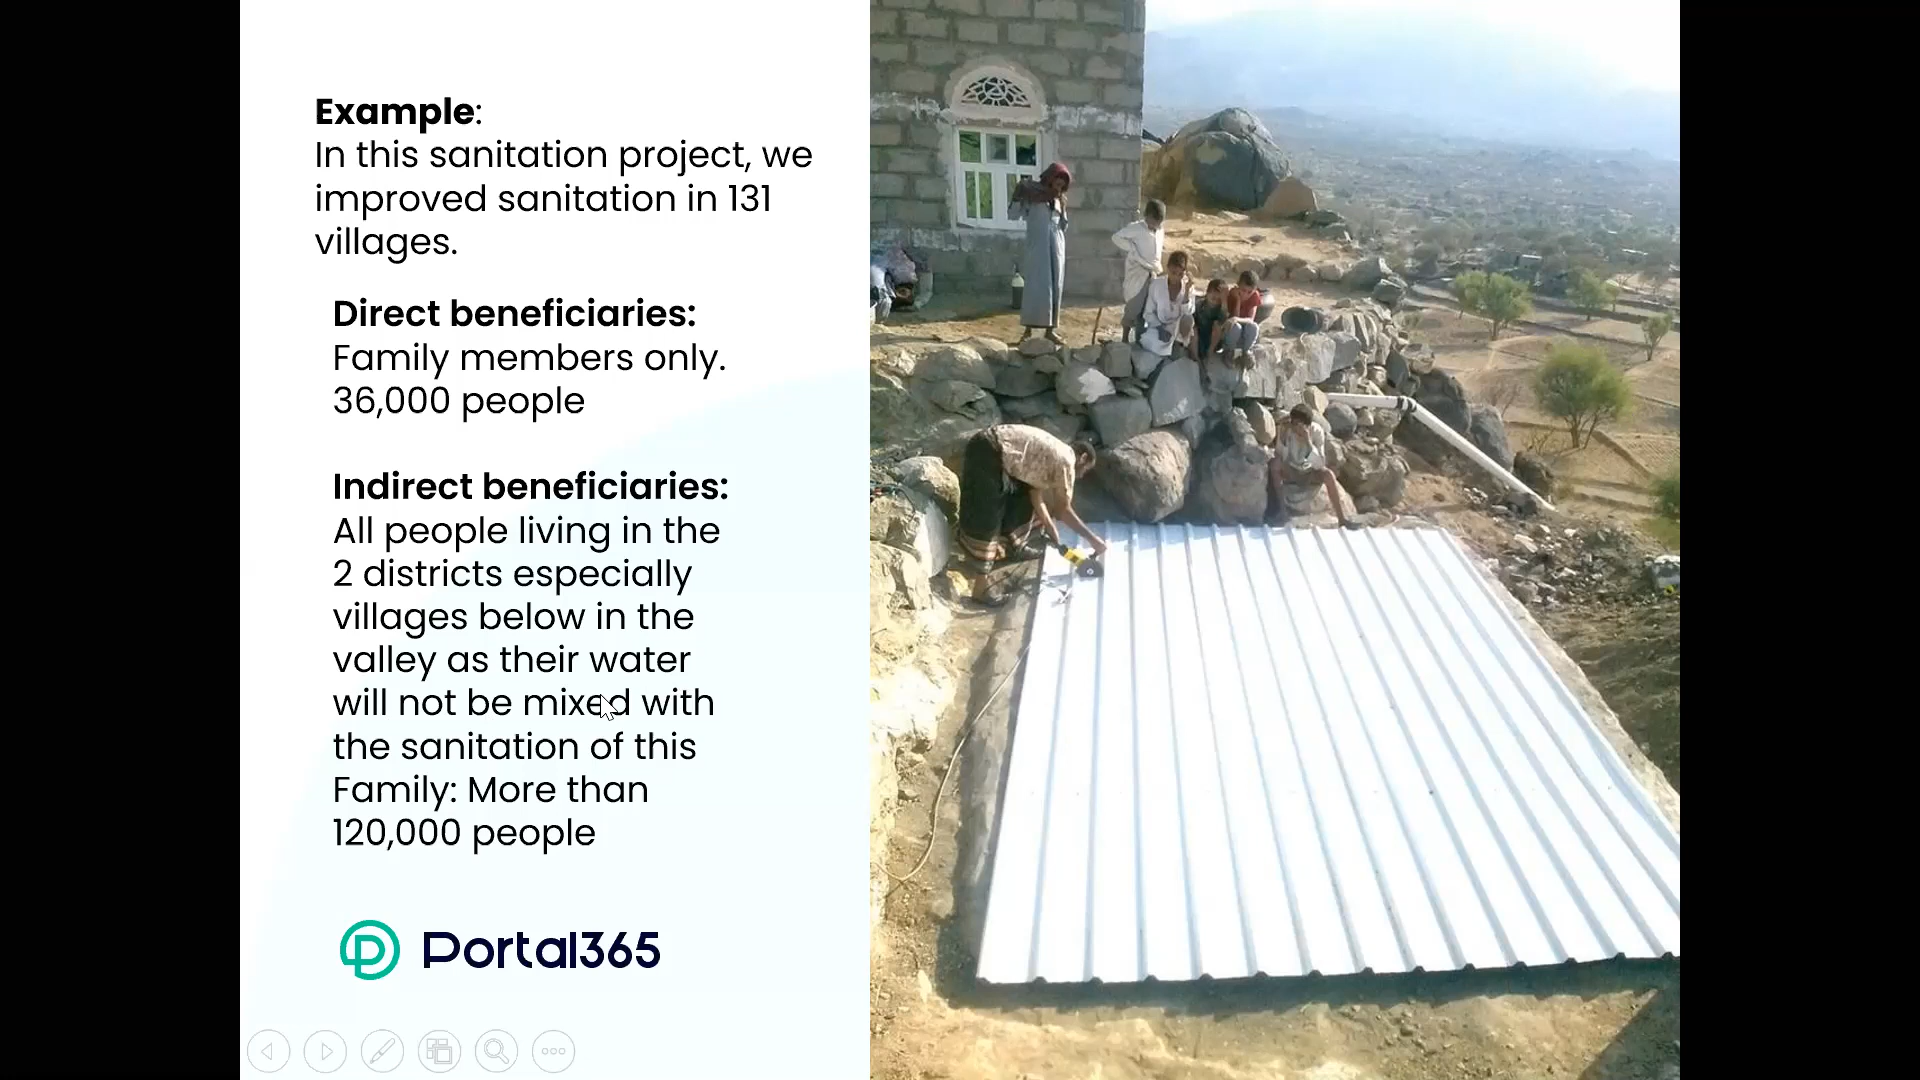 Example:
In this sanitation project, we
improved sanitation in 131
villages.
Direct beneficiaries:
Family members only.
36,000 people
Indirect beneficiaries:
All people living in the
2 districts especially
villages below in the
valley as their water
will not be mixed with
the sanitation of this
Family: More than
120,000 people
Portal365